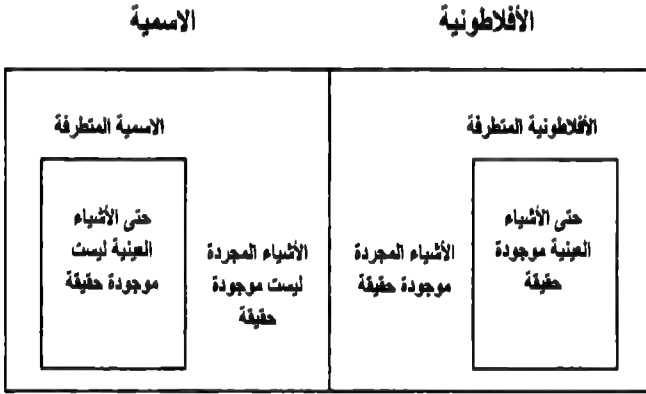 الأفلاطونية
الاسمية
الأفلاطونية المتطرفة
حتى الأشياء
العينية موجودة
حقيقة
الأشياء المجردة
موجودة حقيقة
الاسمية المتطرفة
الأشياء المجردة
ليست موجودة
حقيقة
حتى الأشياء
العينية ليست
موجودة حقيقة